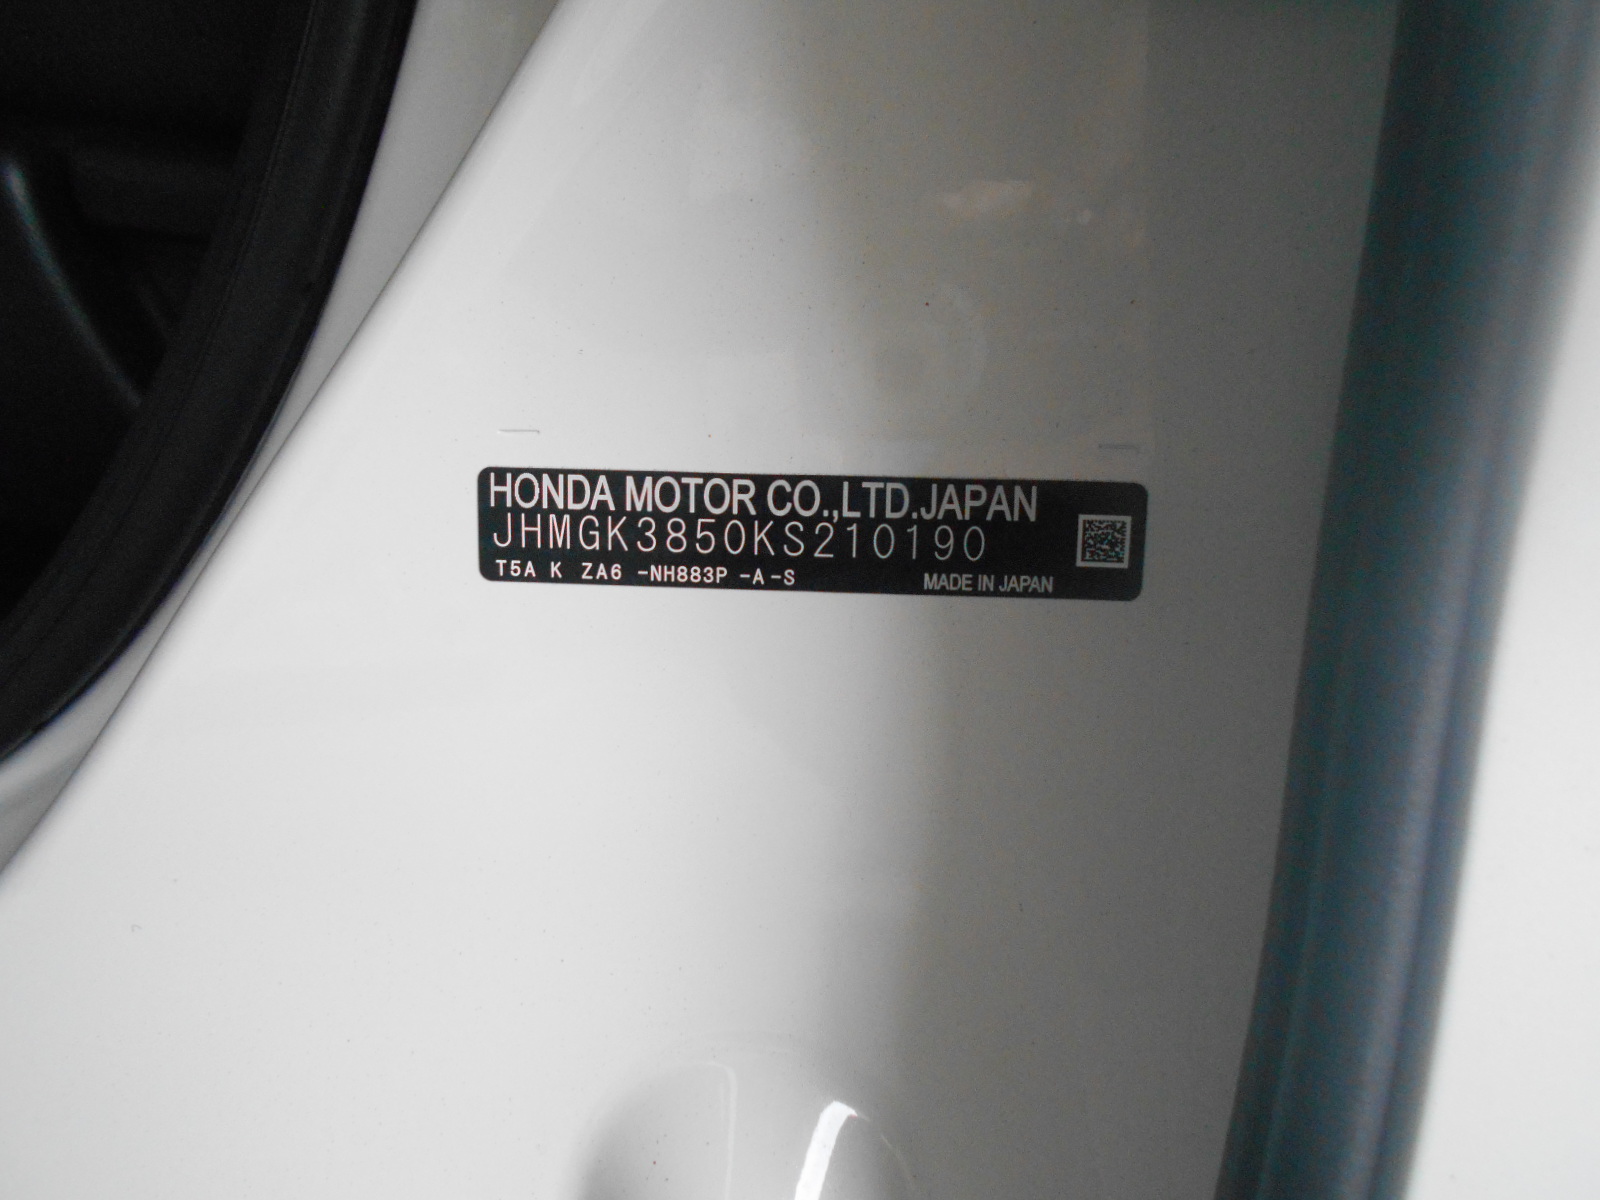 HONDA MOTOR CO.,LTD.JAPAN
JHMGK3850KS210190
T5A K ZA6 -NH883P -A-S
MADE IN JAPAN